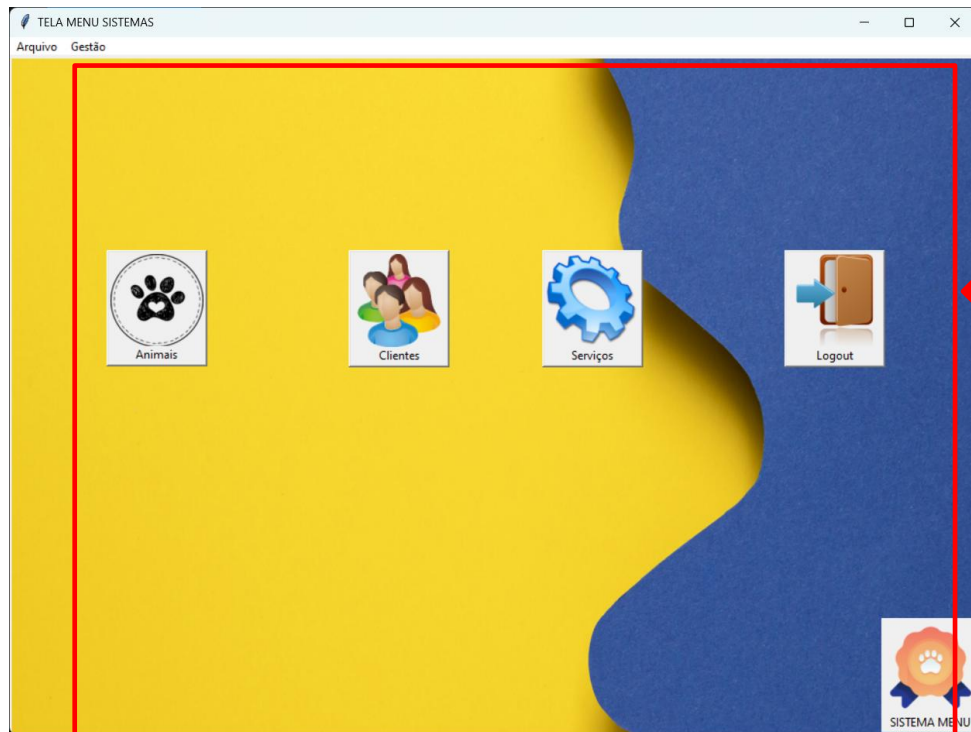 TELA MENU SISTEMAS
Arquivo Gestão
Animais
Clientes
Serviços
Logout
SISTEMA MENU